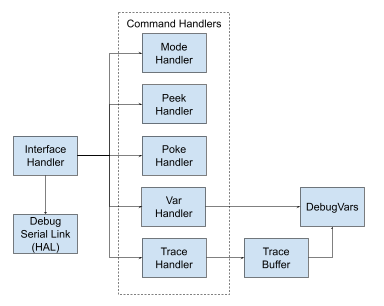 Command Handlers
Mode
Handler
Peek
Handler
Interface
Handler
Poke
Handler
Var
Handler
DebugVars
Debug
Serial Link
(HAL)
Trace
Handler
Trace
Buffer